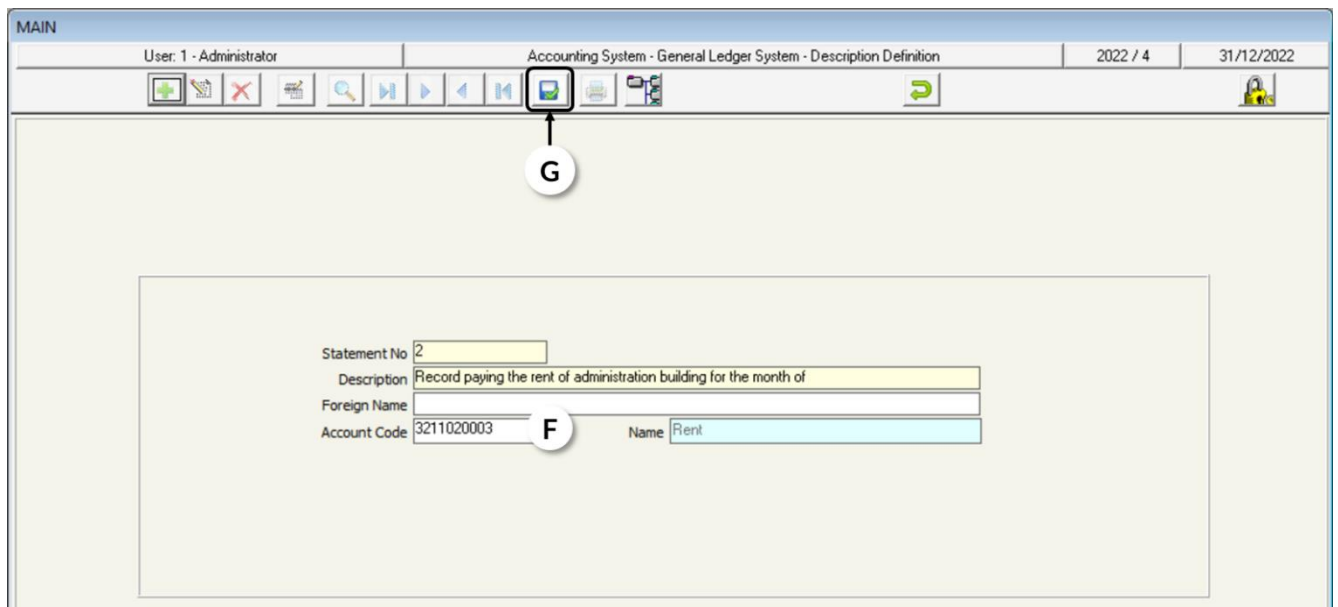 MAIN
User: 1 - Administrator Accounting System - General Ledger System - Description Definition 2022 / 4 31/12/2022
G
Statement No 2
Description Record paying the rent of administration building for the month of
Foreign Name
Account Code 3211020003 F Name Rent